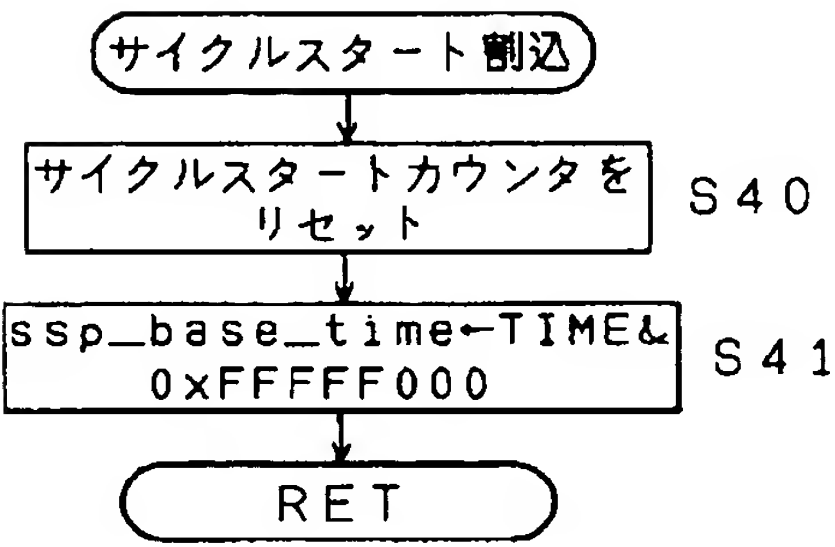 サイクルスタート割込
サイクルスタートカウンタを
リセット
S40
ssp_base_time←TIME&
0xFFFFF000
S41
RET